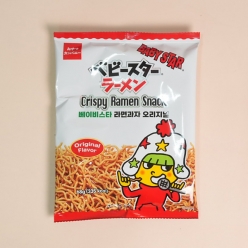 BABY STAR
ベビースター
ラーメン
Crispy Ramen Snack
베이비스타 라면과자 오리지널
Original
Flavor